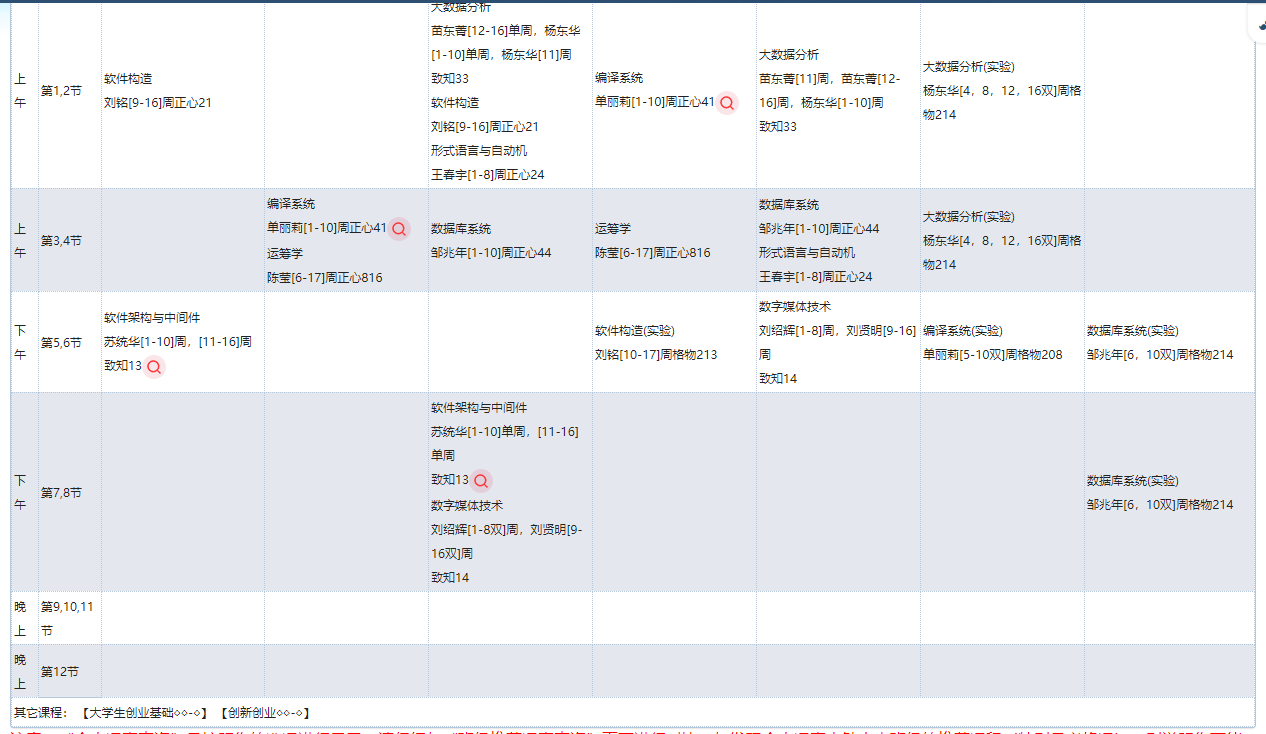 大数据分析
苗东菁[12-16]单周，杨东华
[1-10]单周，杨东华[11]周
致知33
软件构造
刘铭[9-16]周正心21
形式语言与自动机
王春宇[1-8]周正心24
上午
第1,2节
软件构造
刘铭[9-16]周正心21
编译系统
单丽莉[1-10]周正心41
大数据分析
苗东菁[11]周，苗东菁[12-
16]周，杨东华[1-10]周
致知33
大数据分析(实验)
杨东华[4，8，12，16双]周格
物214
上午
第3,4节
编译系统
单丽莉[1-10]周正心41
运筹学
陈莹[6-17]周正心816
数据库系统
邹兆年[1-10]周正心44
运筹学
陈莹[6-17]周正心816
数据库系统
邹兆年[1-10]周正心44
形式语言与自动机
王春宇[1-8]周正心24
大数据分析(实验)
杨东华[4，8，12，16双]周格
物214
下午
第5,6节
软件架构与中间件
苏统华[1-10]周，[11-16]周
致知13
软件构造(实验)
刘铭[10-17]周格物213
数字媒体技术
刘绍辉[1-8]周，刘贤明[9-16]
周
致知14
编译系统(实验)
单丽莉[5-10双]周格物208
数据库系统(实验)
邹兆年[6，10双]周格物214
下午
第7,8节
软件架构与中间件
苏统华[1-10]单周，[11-16]
单周
致知13
数字媒体技术
刘绍辉[1-8双]周，刘贤明[9-
16双]周
致知14
数据库系统(实验)
邹兆年[6，10双]周格物214
晚上
第9,10,11
节
晚上
第12节
其它课程： 【大学生创业基础◇◇-◇】 【创新创业◇◇-◇】